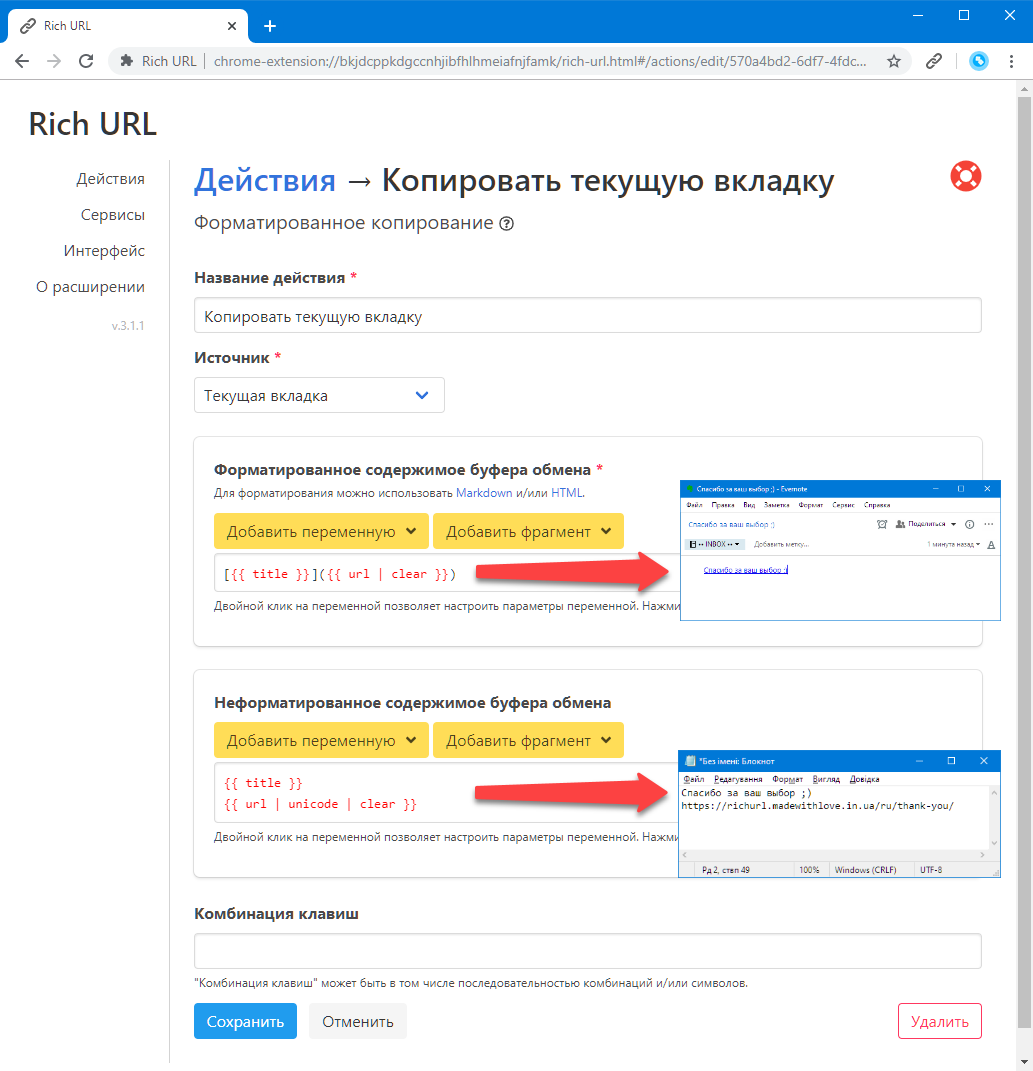 Rich URL
Rich URL chrome-extension://bkjdcppkdgccnhjibfhlhmeiafnjfamk/rich-url.html#/actions/edit/570a4bd2-6df7-4fdc...
Rich URL
Действия
Сервисы
Интерфейс
О расширении
v.3.1.1
Действия → Копировать текущую вкладку
Форматированное копирование
Название действия *
Копировать текущую вкладку
Источник *
Текущая вкладка
Форматированное содержимое буфера обмена *
Для форматирования можно использовать Markdown и/или HTML.
Добавить переменную Добавить фрагмент
[{{ title }}]({{ url | clear }})
Двойной клик на переменной позволяет настроить параметры переменной. Нажми
Спасибо за ваш выбор ;) - Evernote
Файл Правка Вид Заметка Формат Сервис Справка
Спасибо за ваш выбор ;)
Поделиться
•• INBOX ••
Добавить метку...
1 минута назад
Спасибо за ваш выбор ;)
Неформатированное содержимое буфера обмена
Добавить переменную Добавить фрагмент
{{ title }}
{{ url | unicode | clear }}
Двойной клик на переменной позволяет настроить параметры переменной. Нажми
*Без імені: Блокнот
Файл Редагування Формат Вигляд Довідка
Спасибо за ваш выбор ;)
https://richurl.madewithlove.in.ua/ru/thank-you/
Рд 2, ствп 49 100% Windows (CRLF) UTF-8
Комбинация клавиш
"Комбинация клавиш" может быть в том числе последовательностью комбинаций и/или символов.
Сохранить Отменить Удалить